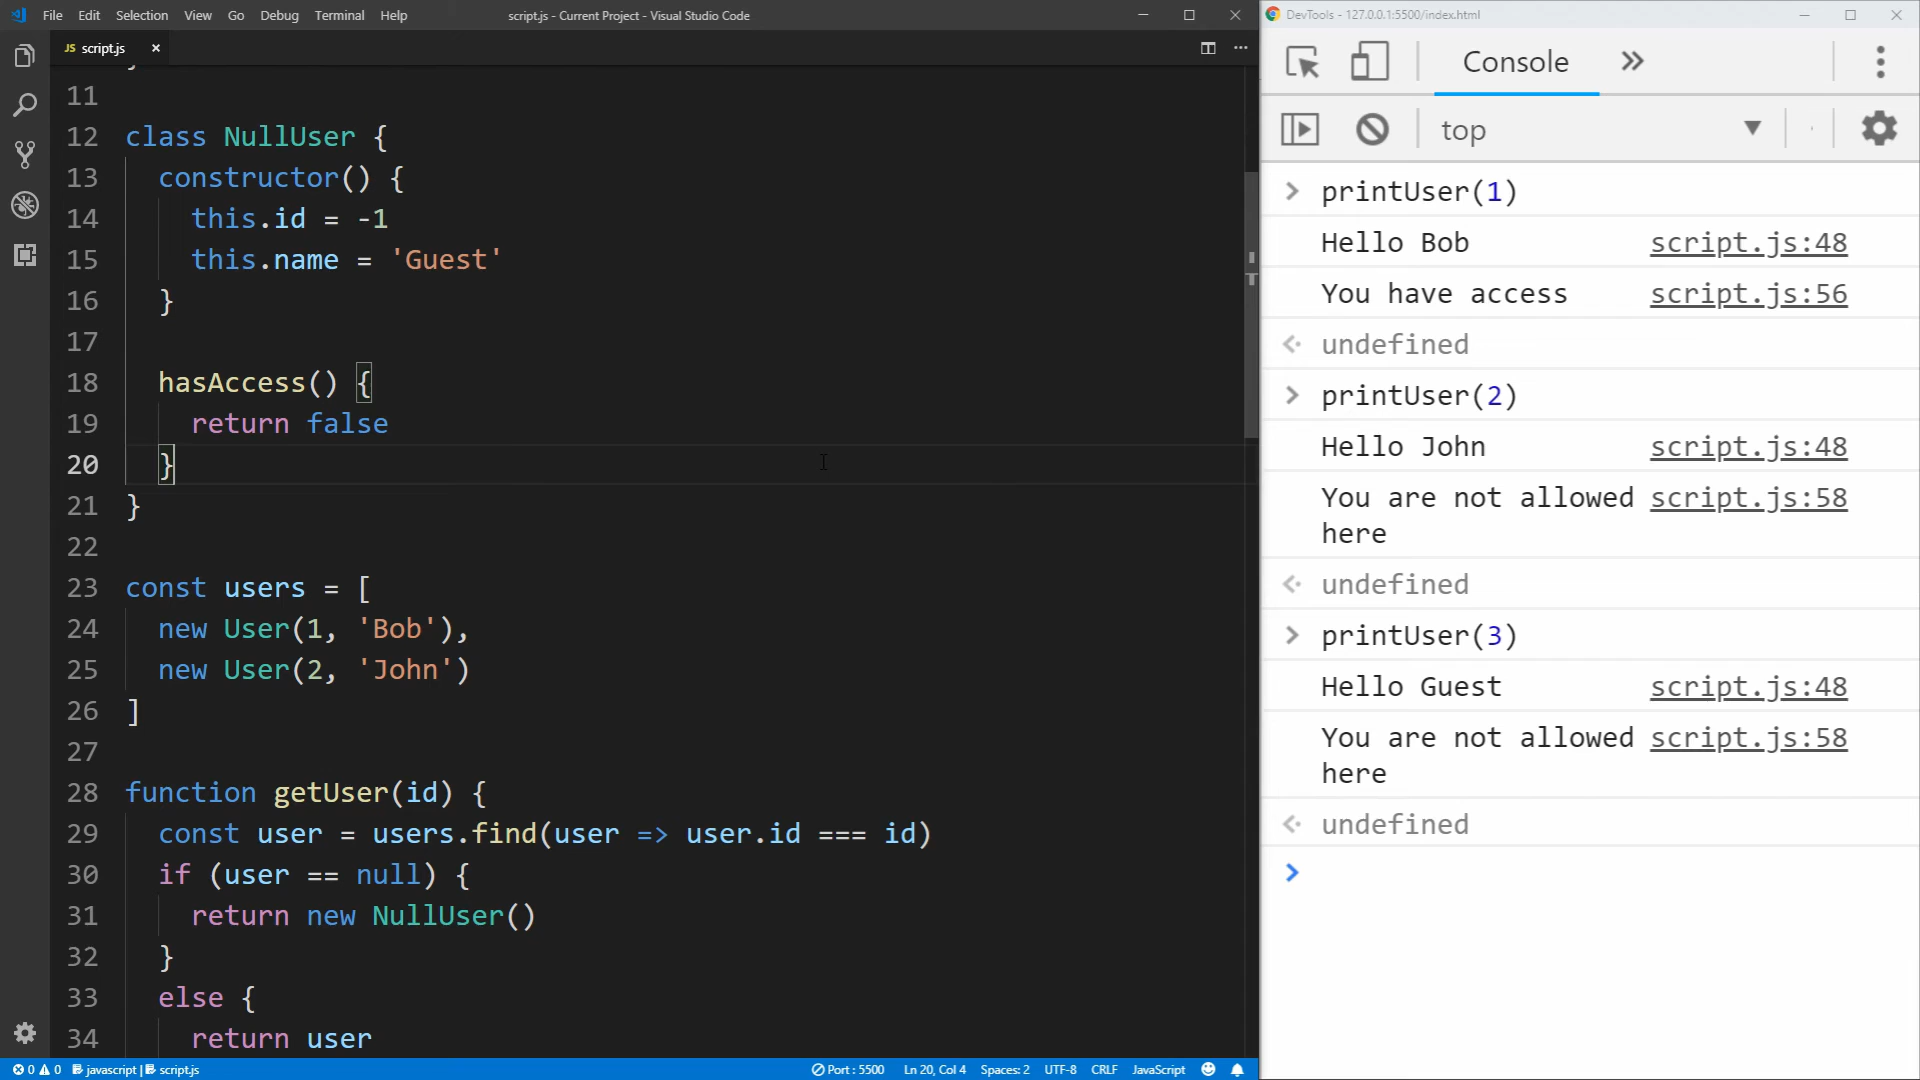 File Edit Selection View Go Debug Terminal Help
script.js - Current Project - Visual Studio Code
JS script.js
11
12 class NullUser {
13 constructor() {
14 this.id = -1
15 this.name = 'Guest'
16 }
17
18 hasAccess() {
19 return false
20 }
21 }
22
23 const users = [
24 new User(1, 'Bob'),
25 new User(2, 'John')
26 ]
27
28 function getUser(id) {
29 const user = users.find(user => user.id === id)
30 if (user == null) {
31 return new NullUser()
32 }
33 else {
34 return user
0 0 javascript | script.js Port : 5500 Ln 20, Col 4 Spaces: 2 UTF-8 CRLF JavaScript
DevTools - 127.0.0.1:5500/index.html
Console
top
> printUser(1)
Hello Bob script.js:48
You have access script.js:56
undefined
> printUser(2)
Hello John script.js:48
You are not allowed script.js:58
here
undefined
> printUser(3)
Hello Guest script.js:48
You are not allowed script.js:58
here
undefined
>